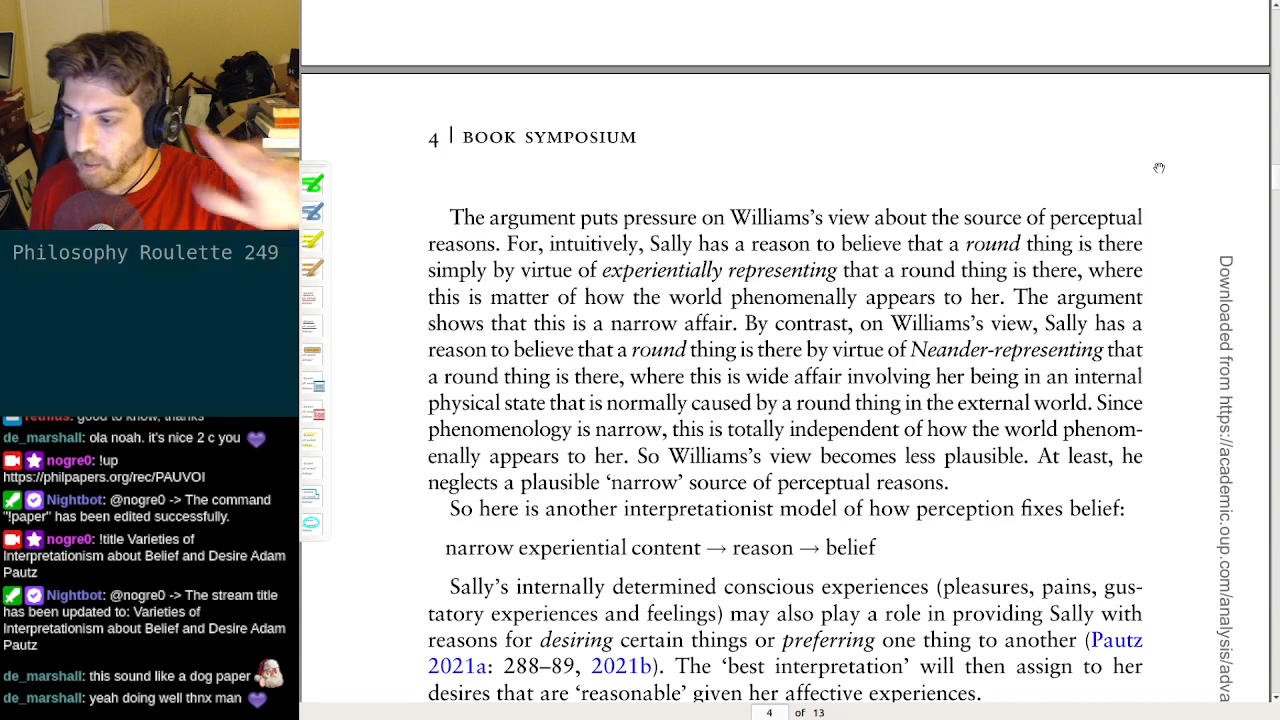 4 | BOOK SYMPOSIUM
The argument puts pressure on Williams's view about the source of perceptual
reasons. For, intuitively, Sally has a reason to believe that a round thing is there
simply by virtue of experientially representing that a round thing is there, where
this is a matter of how the world phenomenally appears to her. The argument
shows that this is a narrow affair. By contrast, on Williams's view, Sally has a
reason to believe that a round thing is there because of Neander-representing that
a round thing is there, where this a wide affair involving her being in an internal
physical state that is normally caused by a round thing in the external world. Since
phenomenology is narrow, this is totally independent of how the world phenom-
enally appears to her. So William's view becomes less plausible. At least, he
neglects a plausible 'narrow' source of perceptual reasons.
So here is another interpretationist model of how perception fixes belief:
narrow experiential content → reason → belief
Sally's internally determined conscious experiences (pleasures, pains, gus-
tatory experiences and feelings) may also play a role in providing Sally with
reasons for desiring certain things or preferring one thing to another (Pautz
2021a: 288–89, 2021b). The 'best interpretation' will then assign to her
desires that are 'reasonable' given her affective experiences.
Downloaded from https://academic.oup.com/analysis/adva
4 of 13
Philosophy Roulette 249
good to know, thanks
de_marshall: ola noah. it's nice 2 c you
nogre0: !up
https://philpapers.org/rec/PAUVOI
Nightbot: @nogre0 -> The command
"!paper" has been edited successfully.
nogre0: !title Varieties of
Interpretationism about Belief and Desire Adam
Pautz
Nightbot: @nogre0 -> The stream title
has been updated to: Varieties of
Interpretationism about Belief and Desire Adam
Pautz
de_marshall: this sound like a dog paper
de_marshall: yeah doing well thnx man